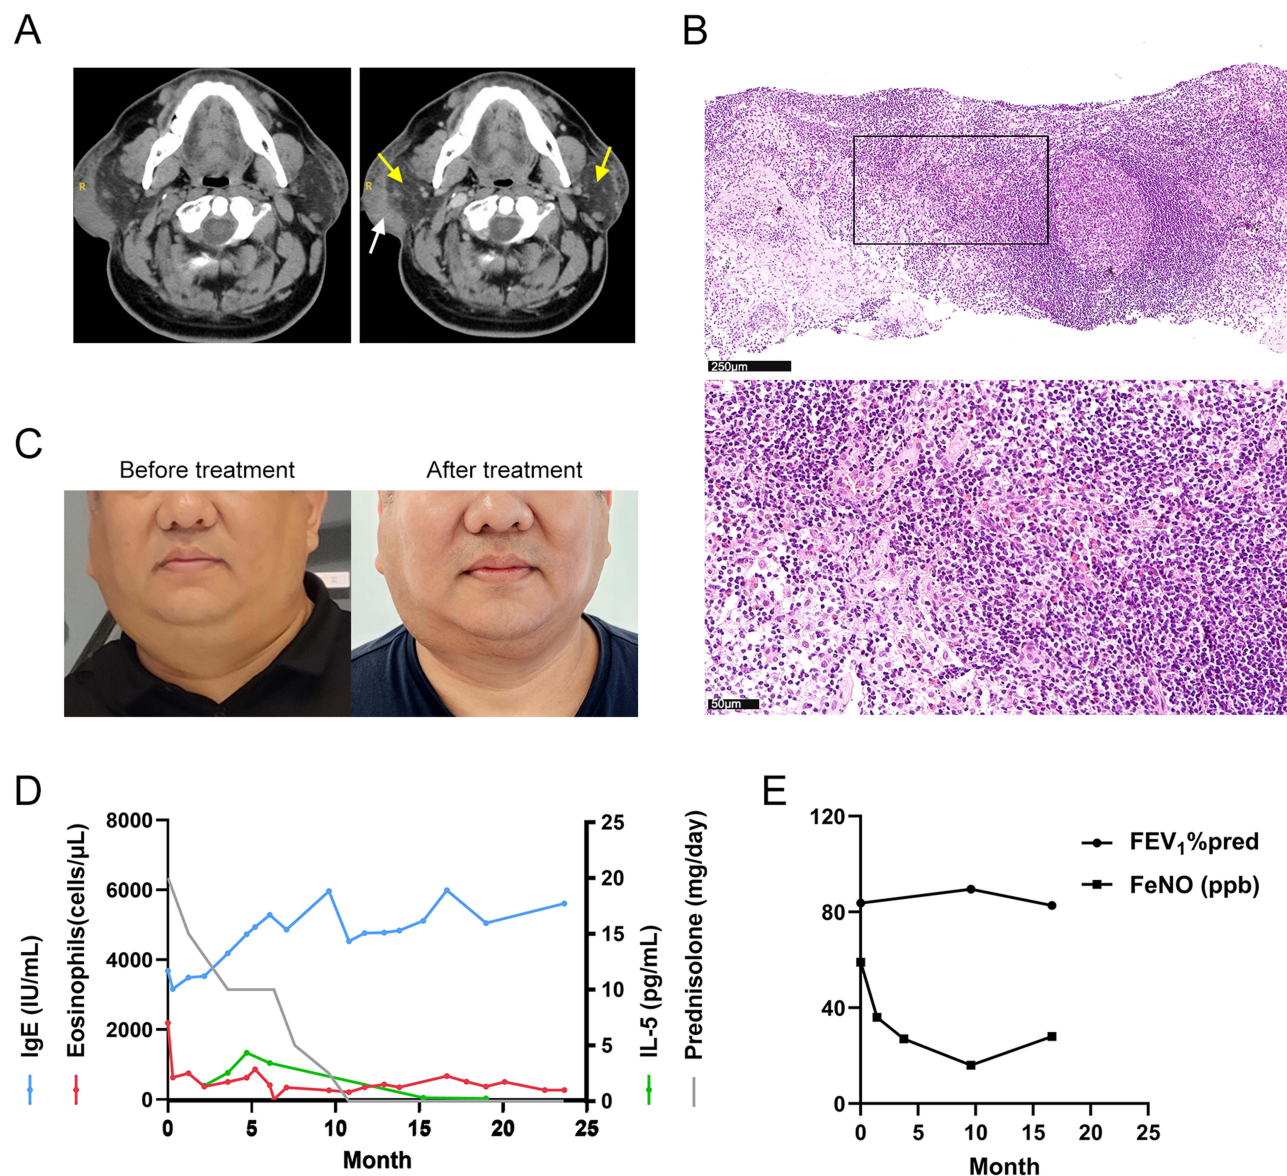 A
R
R
B
250μm
50μm
C
Before treatment
After treatment
D
IgE (IU/mL)
Eosinophils(cells/μL)
8000
6000
4000
2000
0
0
5
10
15
20
25
Month
25
20
15
10
5
0
IL-5 (pg/mL)
Prednisolone (mg/day)
E
120
80
40
0
0
5
10
15
20
25
Month
FEV₁%pred
FeNO (ppb)